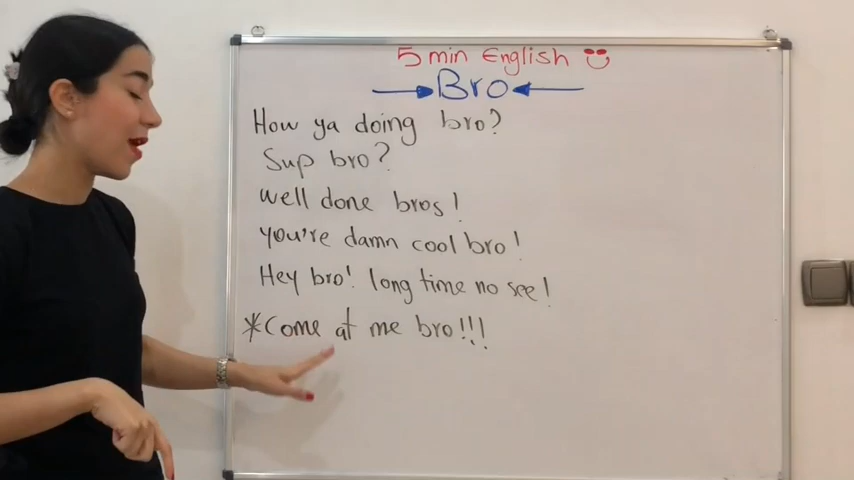 5 min English
Bro
How ya doing bro?
Sup bro?
well done bros!
you're damn cool bro!
Hey bro! long time no see!
*Come at me bro!!!